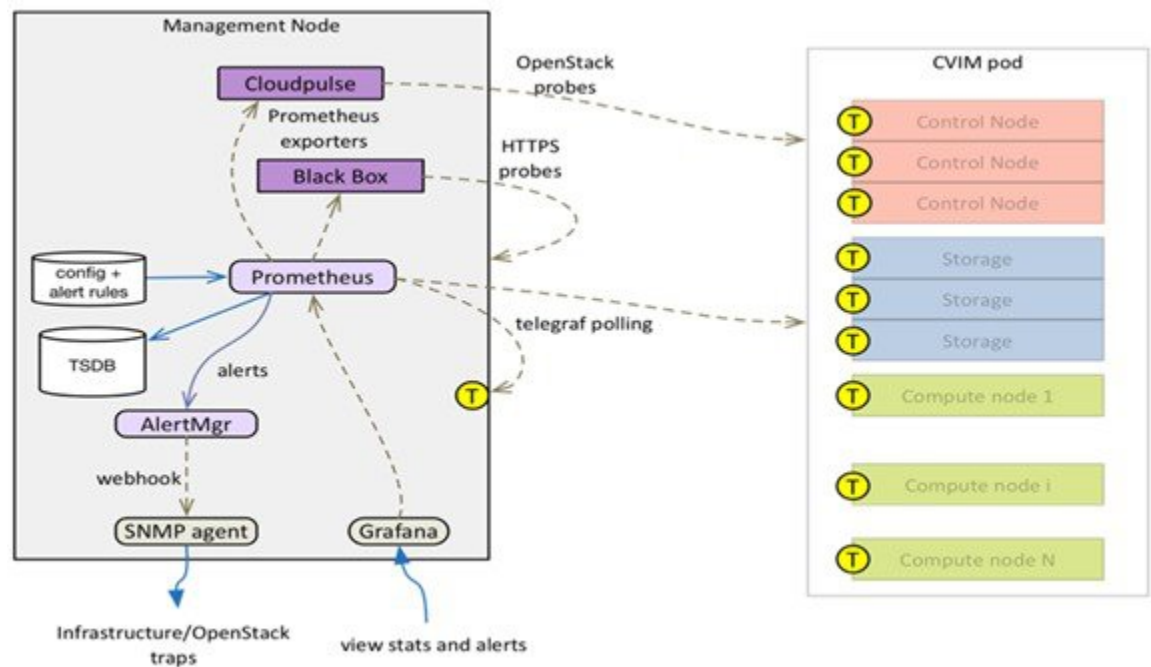 Management Node
Cloudpulse
Prometheus
exporters
Black Box
OpenStack
probes
HTTPS
probes
config +
alert rules
Prometheus
TSDB
alerts
telegraf polling
T
AlertMgr
webhook
SNMP agent
Grafana
Infrastructure/OpenStack
traps
view stats and alerts
CVIM pod
T Control Node
T Control Node
T Control Node
T Storage
T Storage
T Storage
T Compute node 1
T Compute node i
T Compute node N